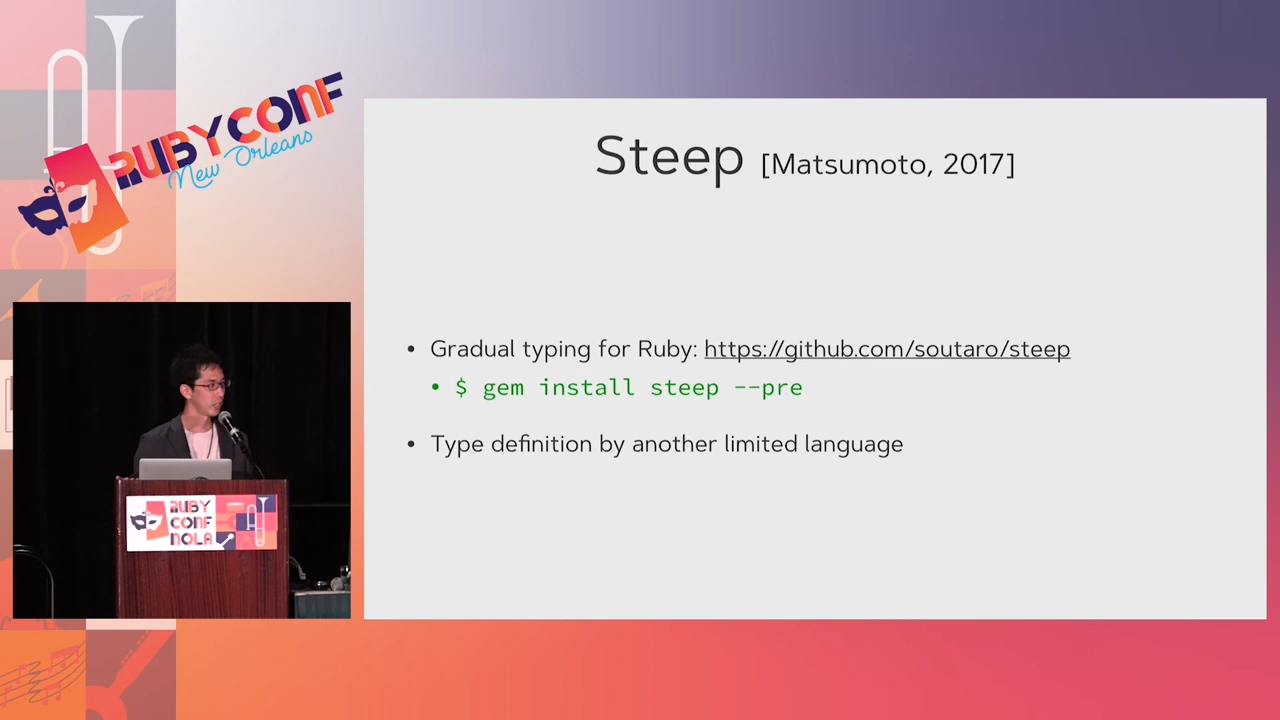 RUBYCONF
New Orleans
Steep [Matsumoto, 2017]
• Gradual typing for Ruby: https://github.com/soutaro/steep
• $ gem install steep --pre
• Type definition by another limited language
RUBY
CONF
NOLA